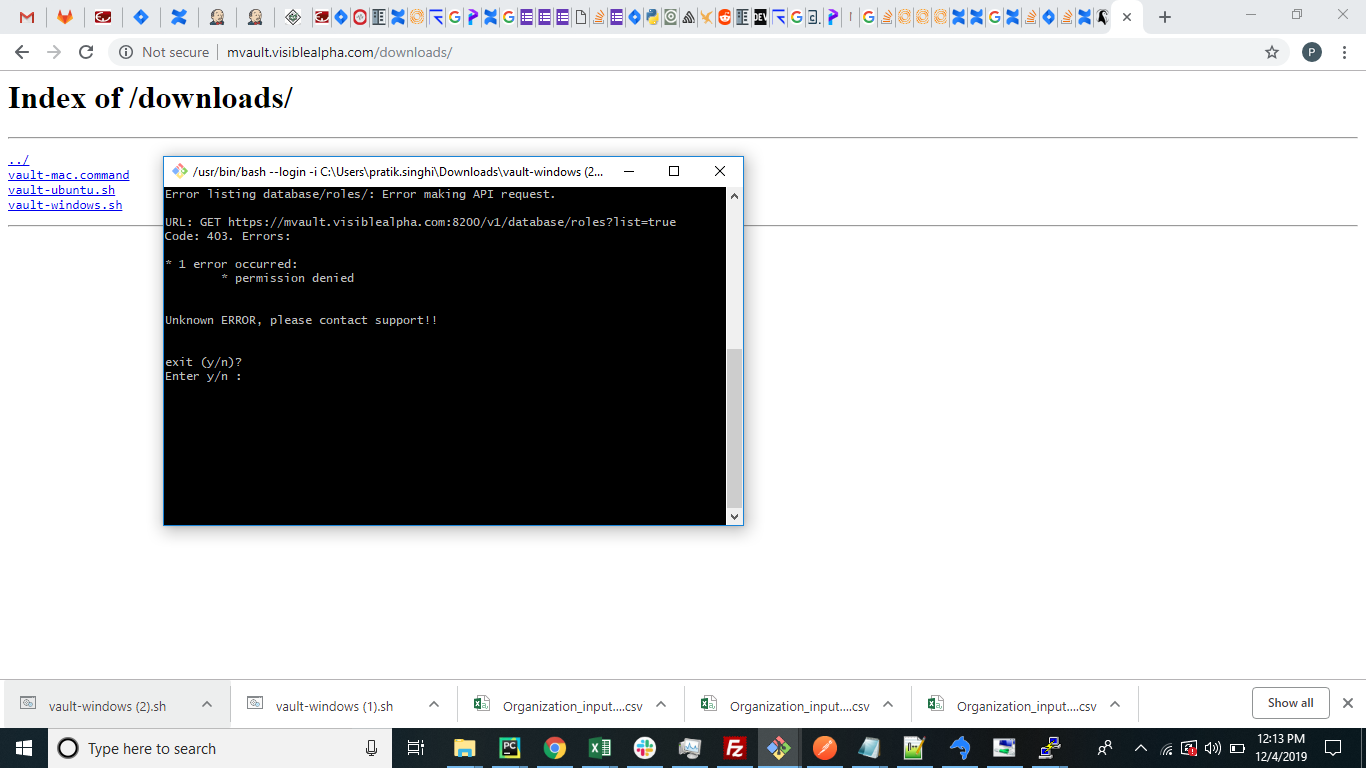 Not secure
mvault.visiblealpha.com/downloads/
P
Index of /downloads/
../
vault-mac.command
vault-ubuntu.sh
vault-windows.sh
/usr/bin/bash --login -i C:\Users\pratik.singhi\Downloads\vault-windows (2...
Error listing database/roles/: Error making API request.
URL: GET https://mvault.visiblealpha.com:8200/v1/database/roles?list=true
Code: 403. Errors:
* 1 error occurred:
* permission denied
Unknown ERROR, please contact support!!
exit (y/n)?
Enter y/n :
vault-windows (2).sh
vault-windows (1).sh
Organization_input....csv
Organization_input....csv
Organization_input....csv
Show all
Type here to search
12:13 PM
12/4/2019